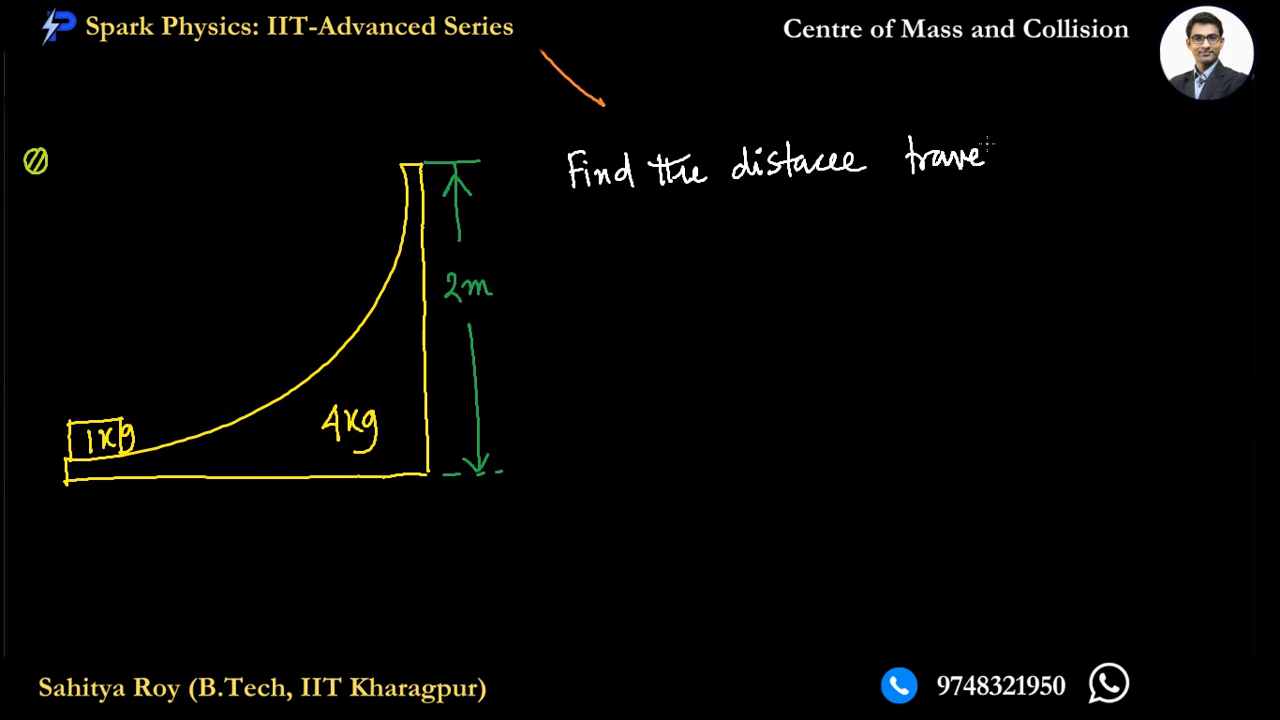 Spark Physics: IIT-Advanced Series
Centre of Mass and Collision
Find the distacee trave
2m
4kg
1kg
Sahitya Roy (B.Tech, IIT Kharagpur)
9748321950